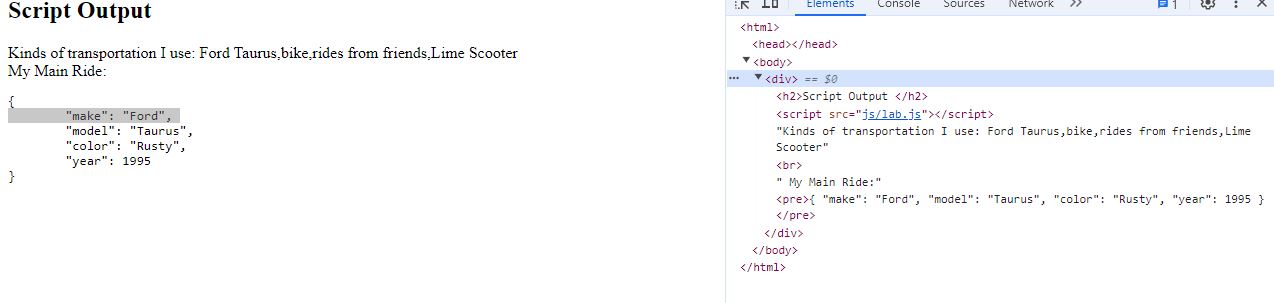 Script Output
Kinds of transportation I use: Ford Taurus,bike,rides from friends,Lime Scooter
My Main Ride:
{
"make": "Ford",
"model": "Taurus",
"color": "Rusty",
"year": 1995
}
Elements Console Sources Network 1
<html>
<head></head>
<body>
<div> == $0
<h2>Script Output </h2>
<script src="js/lab.js"></script>
"Kinds of transportation I use: Ford Taurus,bike,rides from friends,Lime
Scooter"
<br>
" My Main Ride:"
<pre>{ "make": "Ford", "model": "Taurus", "color": "Rusty", "year": 1995 }
</pre>
</div>
</body>
</html>